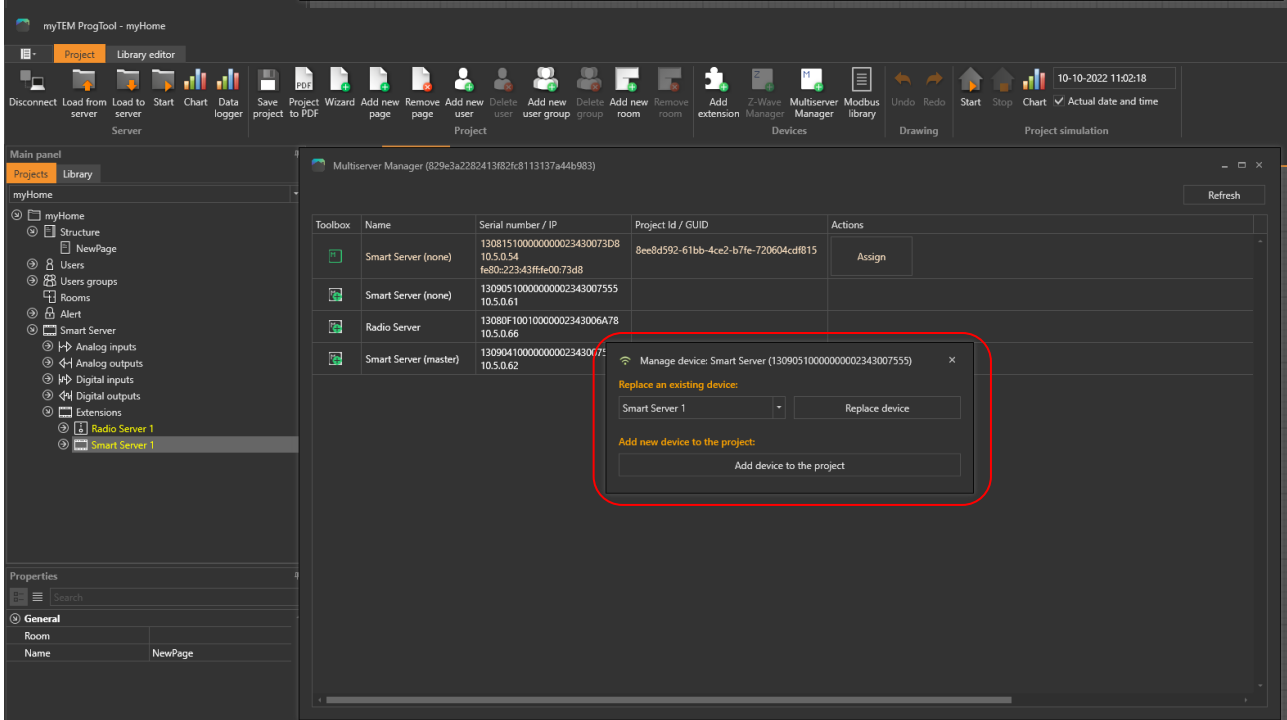 myTEM ProgTool - myHome
Project Library editor
Disconnect Load from server Load to server Start Chart Data logger Save project Project to PDF Wizard Add new page Remove page Add new user Delete user Add new user group Delete group Add new room Remove room Add extension Z-Wave Manager Multiserver Manager Modbus library Undo Redo Start Stop Chart
10-10-2022 11:02:18
Actual date and time
Server Project Devices Drawing Project simulation
Main panel
Projects Library
myHome
myHome
Structure
NewPage
Users
Users groups
Rooms
Alert
Smart Server
Analog inputs
Analog outputs
Digital inputs
Digital outputs
Extensions
Radio Server 1
Smart Server 1
Properties
Search
General
Room
Name NewPage
Multiserver Manager (829e3a2282413f82fc8113137a44b983)
Refresh
Toolbox Name Serial number / IP Project Id / GUID Actions
Smart Server (none) 13081510000000023430073D8 8ee8d592-61bb-4ce2-b7fe-720604cdf815 Assign
10.5.0.54
fe80::223:43ff:fe00:73d8
Smart Server (none) 1309051000000002343007555
10.5.0.61
Radio Server 13080F10010000002343006A78
10.5.0.66
Smart Server (master)
10.5.0.62
Manage device: Smart Server (1309051000000002343007555)
Replace an existing device:
Smart Server 1 Replace device
Add new device to the project:
Add device to the project